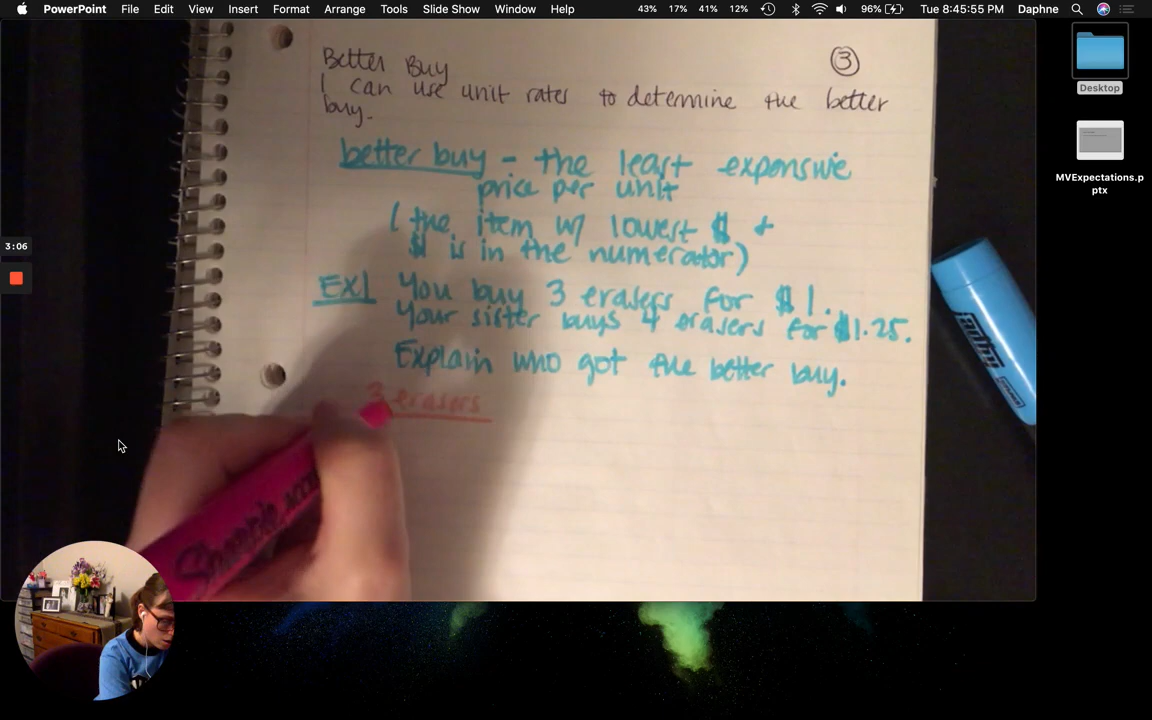 PowerPoint File Edit View Insert Format Arrange Tools Slide Show Window Help 43% 17% 41% 12% 96% Tue 8:45:55 PM Daphne
Better Buy
3
I can use unit rates to determine the better
buy.
better buy - the least expensive
price per unit
(the item w/ lowest $ +
$ is in the numerator)
EX1 You buy 3 erasers for $1.
Your sister buys 4 erasers for $1.25.
Explain who got the better buy.
3 erasers
Sharpie
3:06
Desktop
MVExpectations.p
ptx